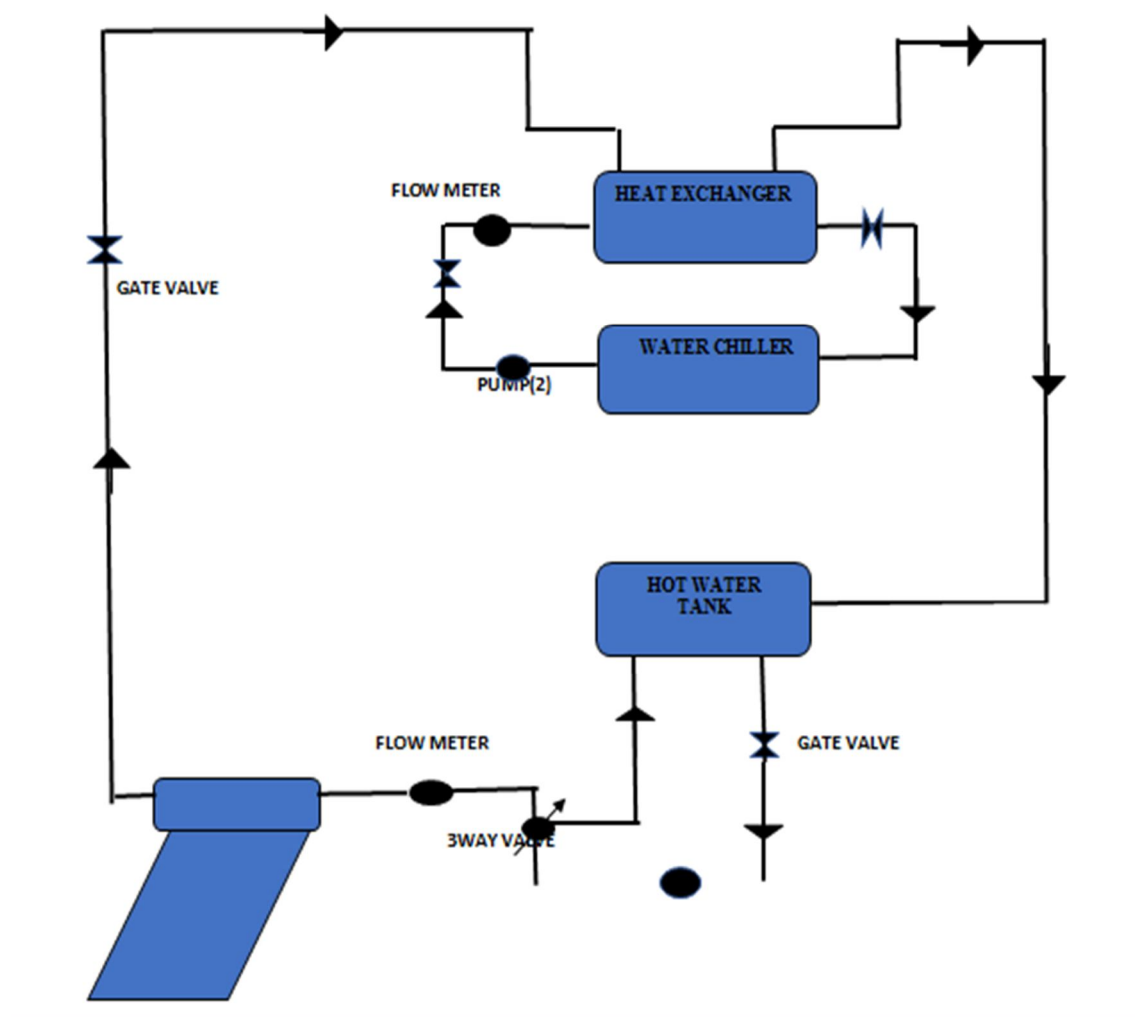 FLOW METER
HEAT EXCHANGER
GATE VALVE
WATER CHILLER
PUMP(2)
HOT WATER
TANK
FLOW METER
GATE VALVE
3WAY VALVE